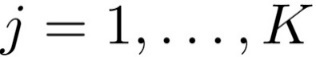 j = 1, . . . , K